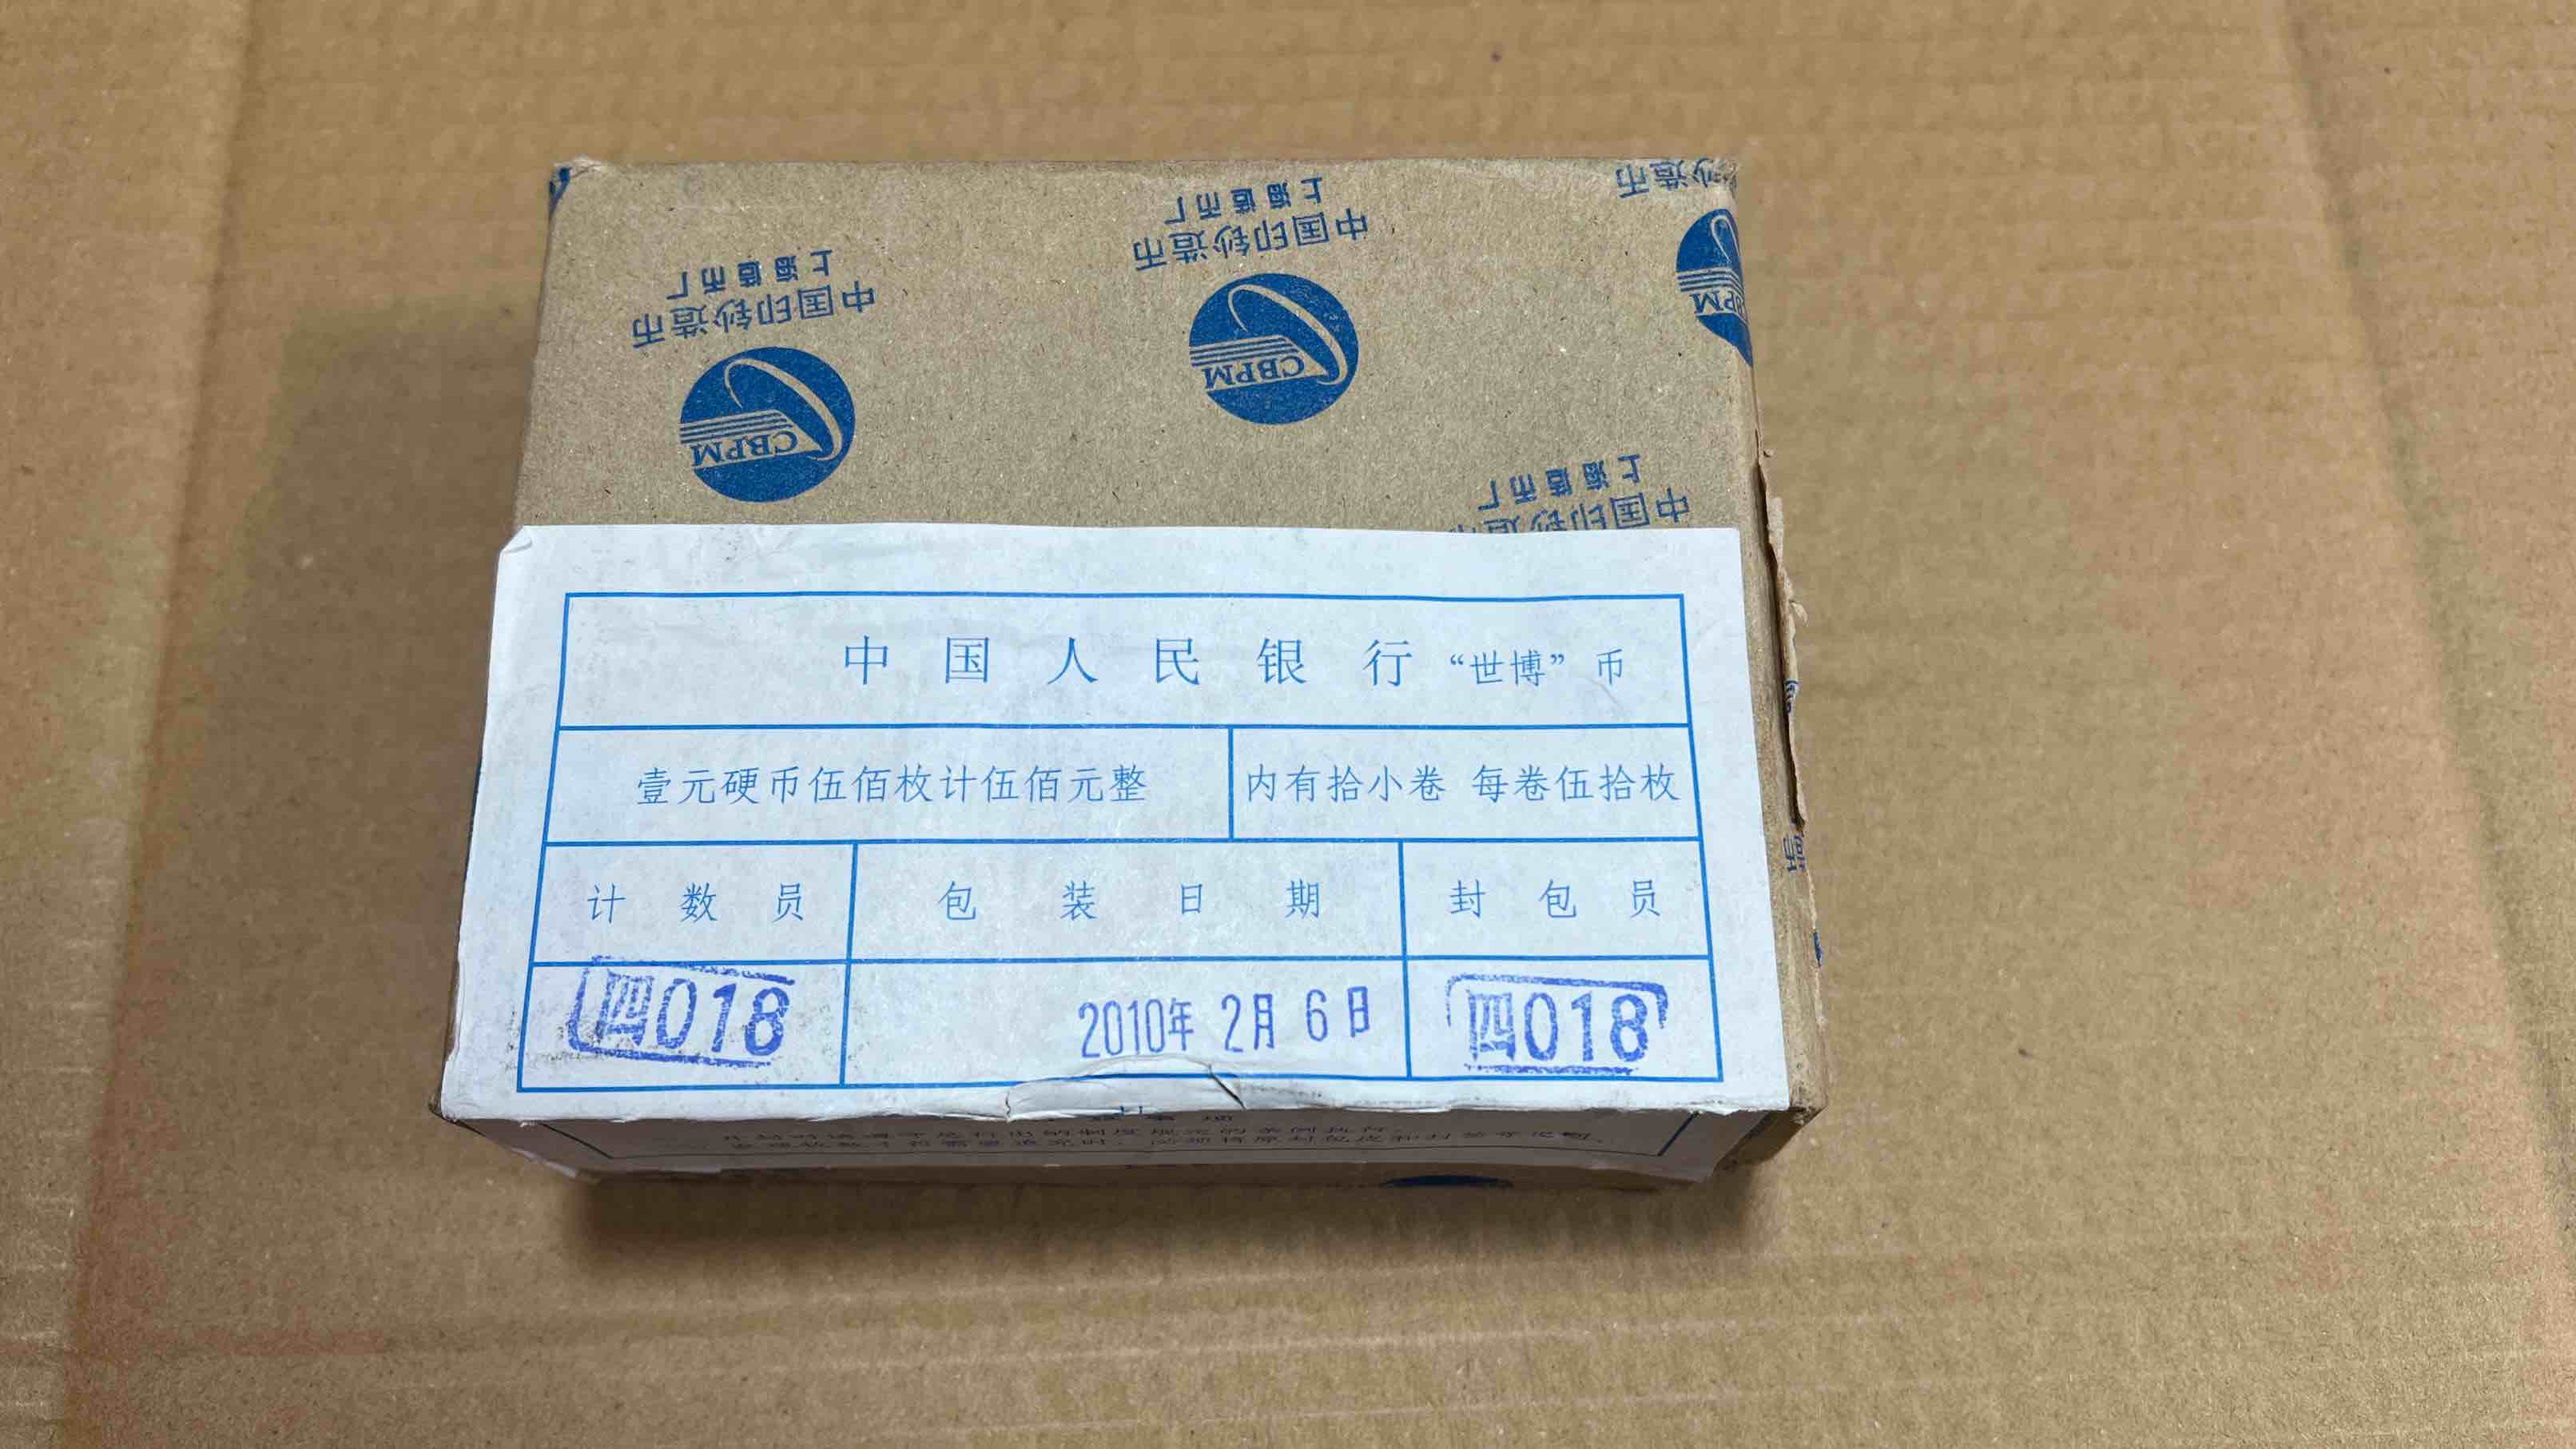 上海造币厂
中国印钞造币
CBPM
上海造币厂
中国印钞造币
CBPM
钞造币
CBPM
上海造币厂
中国印钞造币
中国人民银行“世博”币
壹元硬币伍佰枚计伍佰元整
内有拾小卷 每卷伍拾枚
计数员
包装日期
封包员
四018
2010年 2月 6日
四018